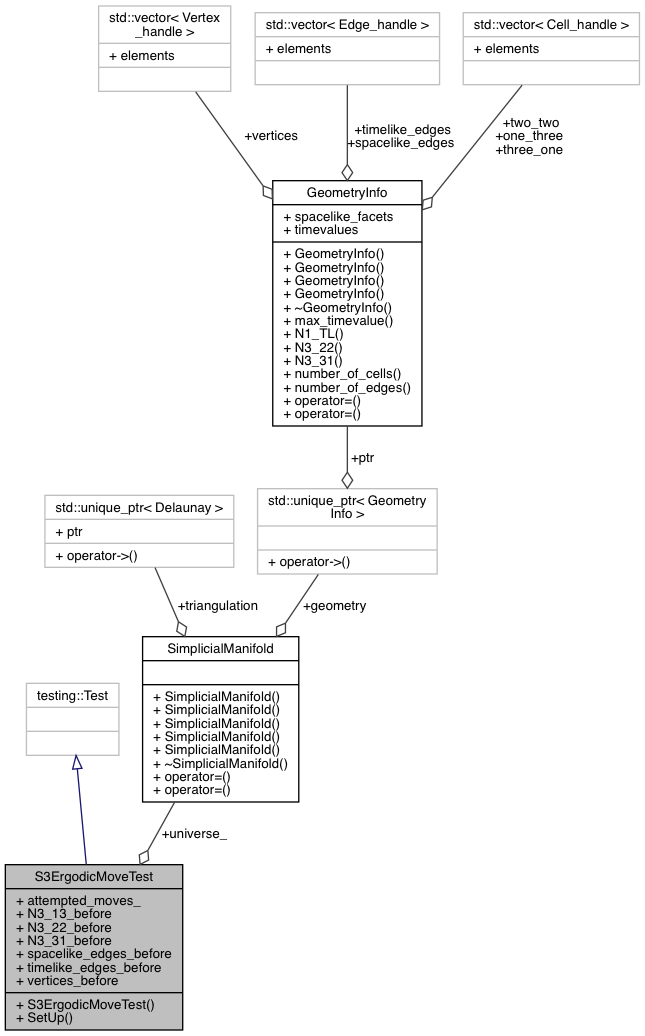 std::vector< Vertex
_handle >
+ elements
std::vector< Edge_handle >
+ elements
std::vector< Cell_handle >
+ elements
+vertices
+timelike_edges
+spacelike_edges
+two_two
+one_three
+three_one
GeometryInfo
+ spacelike_facets
+ timevalues
+ GeometryInfo()
+ GeometryInfo()
+ GeometryInfo()
+ GeometryInfo()
+ ~GeometryInfo()
+ max_timevalue()
+ N1_TL()
+ N3_22()
+ N3_31()
+ number_of_cells()
+ number_of_edges()
+ operator=()
+ operator=()
+ptr
std::unique_ptr< Delaunay >
+ ptr
+ operator->()
std::unique_ptr< Geometry
Info >
+ operator->()
+triangulation
+geometry
SimplicialManifold
+ SimplicialManifold()
+ SimplicialManifold()
+ SimplicialManifold()
+ SimplicialManifold()
+ SimplicialManifold()
+ ~SimplicialManifold()
+ operator=()
+ operator=()
testing::Test
+universe_
S3ErgodicMoveTest
+ attempted_moves_
+ N3_13_before
+ N3_22_before
+ N3_31_before
+ spacelike_edges_before
+ timelike_edges_before
+ vertices_before
+ S3ErgodicMoveTest()
+ SetUp()